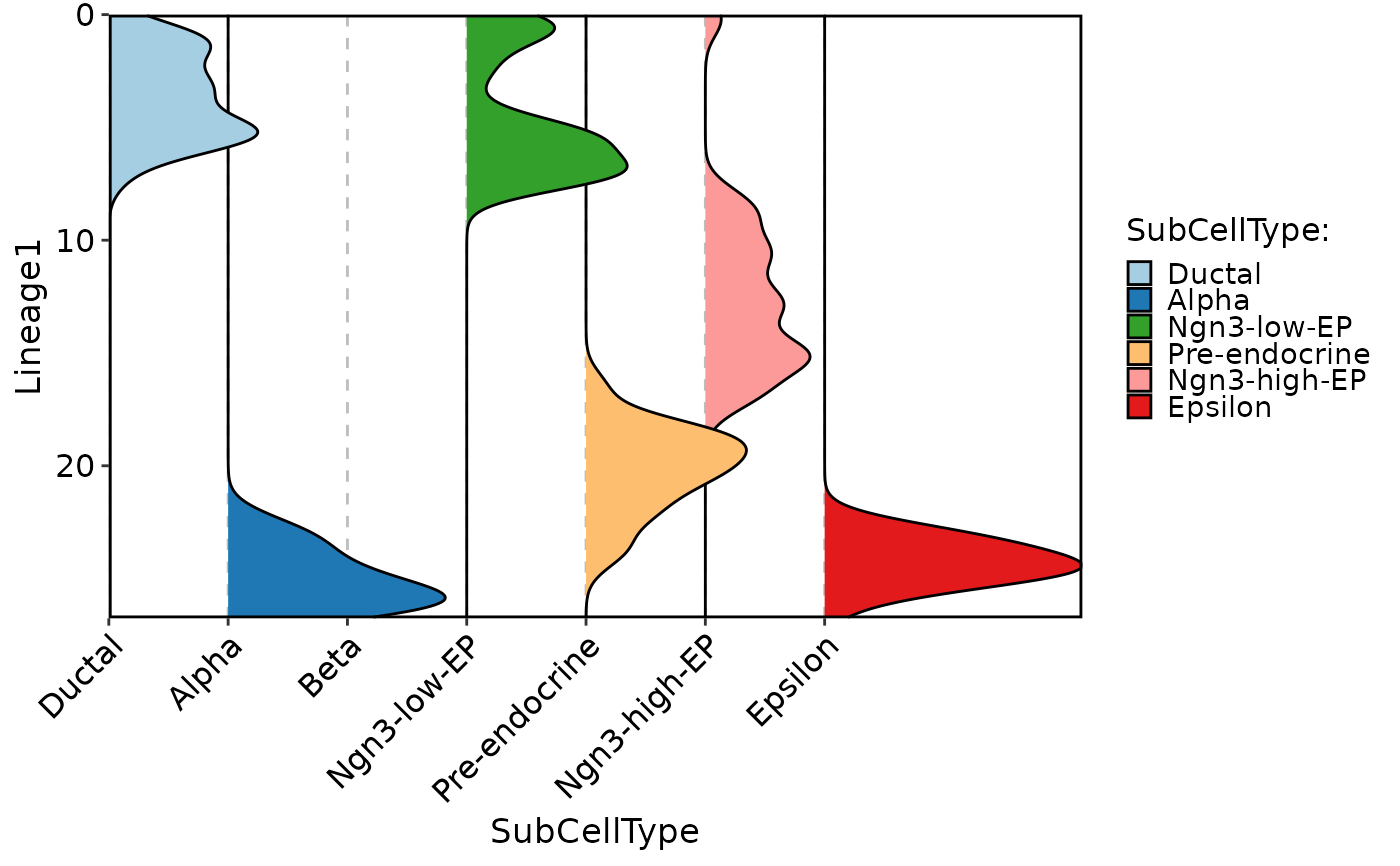 0
10
20
Lineage1
Ductal
Alpha
Beta
Ngn3-low-EP
Pre-endocrine
Ngn3-high-EP
Epsilon
SubCellType
SubCellType:
Ductal
Alpha
Ngn3-low-EP
Pre-endocrine
Ngn3-high-EP
Epsilon